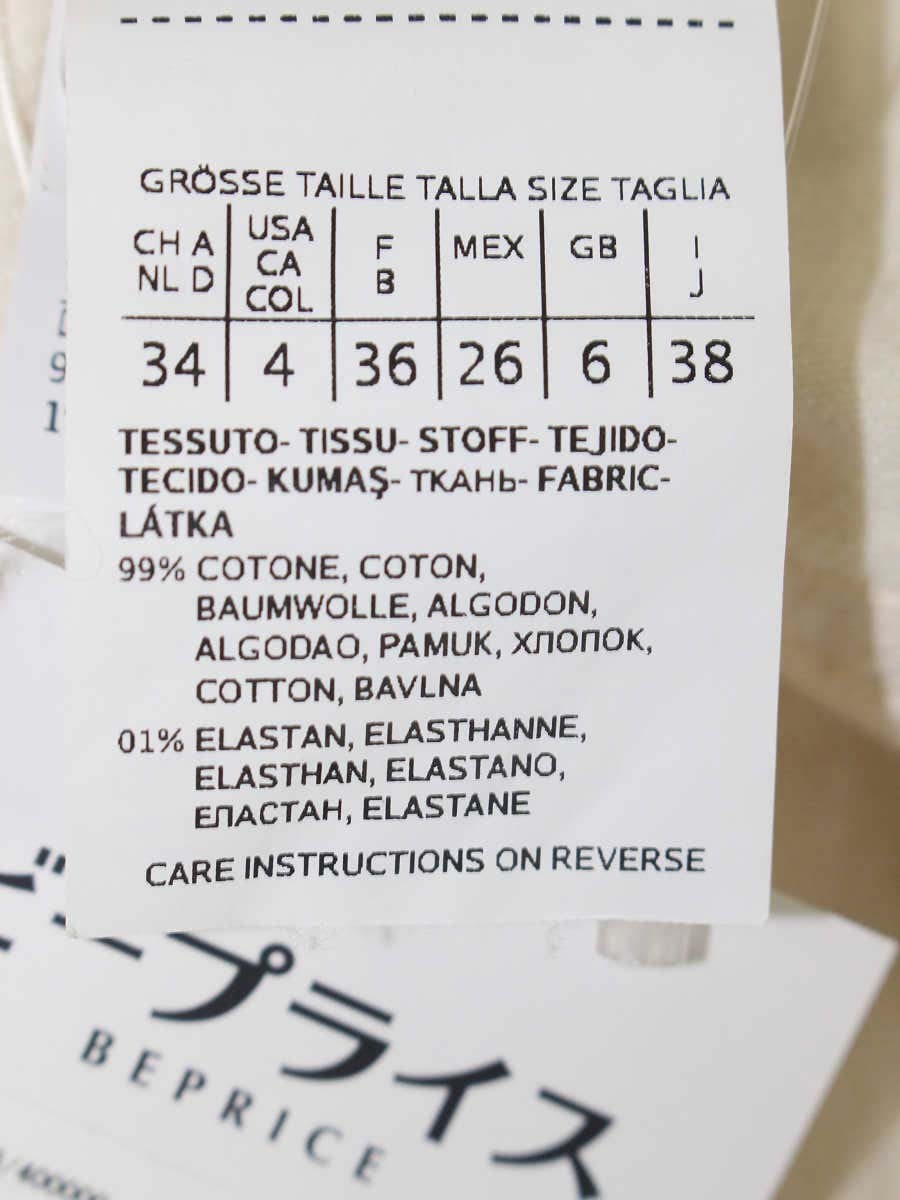 GRÖSSE TAILLE TALLA SIZE TAGLIA
CH A NL D
USA CA COL
F B
MEX
GB
I J
34 4 36 26 6 38
TESSUTO- TISSU- STOFF- TEJIDO-
TECIDO- KUMAŞ- ТКАНЬ- FABRIC-
LÁTKA
99% COTONE, COTON,
BAUMWOLLE, ALGODON,
ALGODAO, PAMUK, ХЛОПОК,
COTTON, BAVLNA
01% ELASTAN, ELASTHANNE,
ELASTHAN, ELASTANO,
ЕЛАСТАН, ELASTANE
CARE INSTRUCTIONS ON REVERSE
プライス
BEPRICE